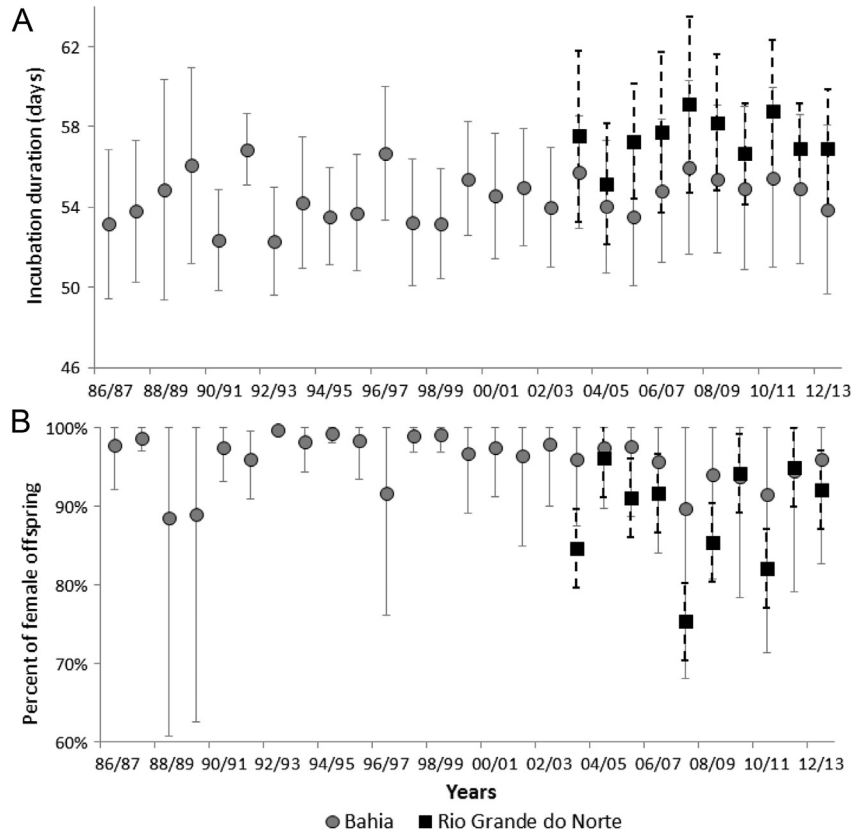 A
Incubation duration (days)
62
58
54
50
46
86/87 88/89 90/91 92/93 94/95 96/97 98/99 00/01 02/03 04/05 06/07 08/09 10/11 12/13
B
Percent of female offspring
100%
90%
80%
70%
60%
86/87 88/89 90/91 92/93 94/95 96/97 98/99 00/01 02/03 04/05 06/07 08/09 10/11 12/13
Years
Bahia Rio Grande do Norte